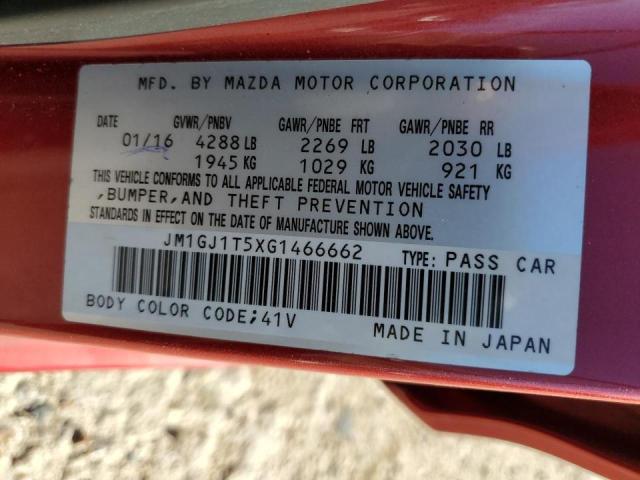 MFD. BY MAZDA MOTOR CORPORATION
DATE GVWR/PNBV GAWR/PNBE FRT GAWR/PNBE RR
01/16 4288 LB 2269 LB 2030 LB
1945 KG 1029 KG 921 KG
THIS VEHICLE CONFORMS TO ALL APPLICABLE FEDERAL MOTOR VEHICLE SAFETY
,BUMPER,AND THEFT PREVENTION
STANDARDS IN EFFECT ON THE DATE OF MANUFACTURE SHOWN ABOVE.
JM1GJ1T5XG1466662 TYPE: PASS CAR
BODY COLOR CODE;41V
MADE IN JAPAN